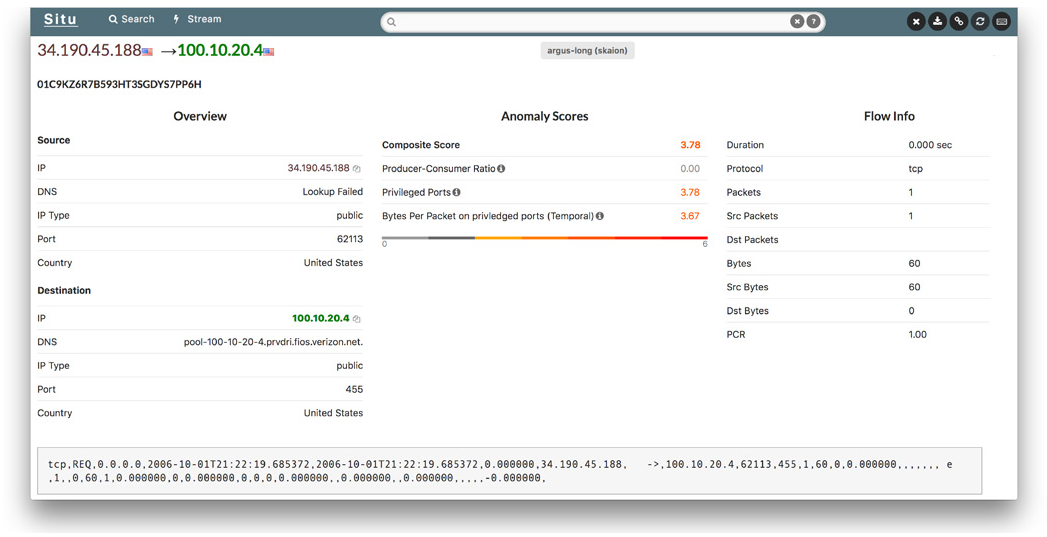 Situ Search Stream
34.190.45.188 →100.10.20.4
argus-long (skaion)
01C9KZ6R7B593HT3SGDYS7PP6H
Overview
Source
IP 34.190.45.188
DNS Lookup Failed
IP Type public
Port 62113
Country United States
Destination
IP 100.10.20.4
DNS pool-100-10-20-4.prvdri.fios.verizon.net.
IP Type public
Port 455
Country United States
Anomaly Scores
Composite Score 3.78
Producer-Consumer Ratio 0.00
Privileged Ports 3.78
Bytes Per Packet on privledged ports (Temporal) 3.67
0 6
Flow Info
Duration 0.000 sec
Protocol tcp
Packets 1
Src Packets 1
Dst Packets
Bytes 60
Src Bytes 60
Dst Bytes 0
PCR 1.00
tcp,REQ,0.0.0.0,2006-10-01T21:22:19.685372,2006-10-01T21:22:19.685372,0.000000,34.190.45.188, ->,100.10.20.4,62113,455,1,60,0,0.000000,,,,,,, e
,1,,0,60,1,0.000000,0,0.000000,0,0,0,0.000000,,0.000000,,0.000000,,,,,-0.000000,